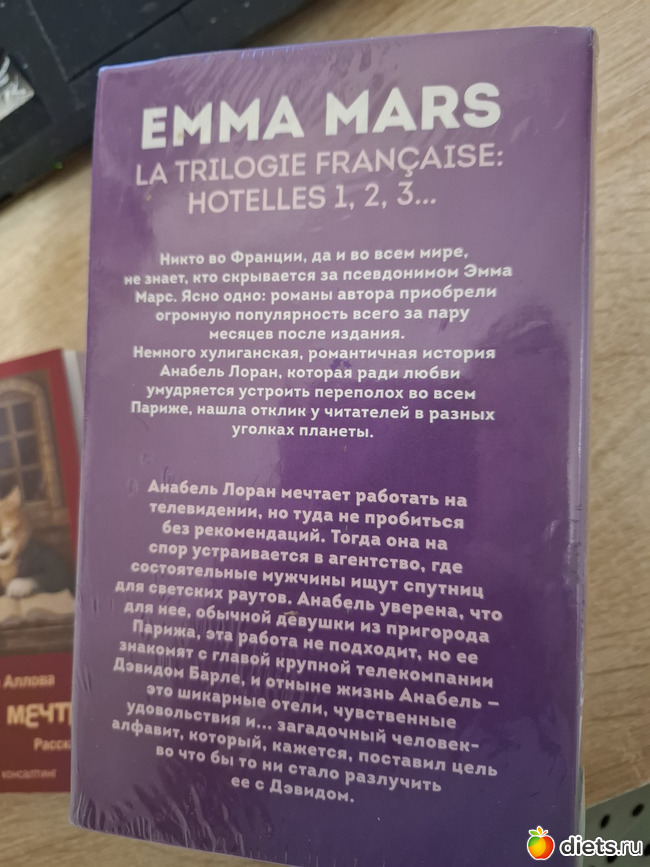 EMMA MARS
LA TRILOGIE FRANÇAISE:
HOTELLES 1, 2, 3...
Никто во Франции, да и во всем мире,
не знает, кто скрывается за псевдонимом Эмма
Марс. Ясно одно: романы автора приобрели
огромную популярность всего за пару
месяцев после издания.
Немного хулиганская, романтичная история
Анабель Лоран, которая ради любви
умудряется устроить переполох во всем
Париже, нашла отклик у читателей в разных
уголках планеты.
Анабель Лоран мечтает работать на
телевидении, но туда не пробиться
без рекомендаций. Тогда она на
спор устраивается в агентство, где
состоятельные мужчины ищут спутниц
для светских раутов. Анабель уверена, что
для нее, обычной девушки из пригорода
Парижа, эта работа не подходит, но ее
знакомят с главой крупной телекомпании
Дэвидом Барле, и отныне жизнь Анабель —
это шикарные отели, чувственные
удовольствия и... загадочный человек-
алфавит, который, кажется, поставил цель
во что бы то ни стало разлучить
ее с Дэвидом.
Аллова
МЕЧТ
Расск
консалтинг
diets.ru